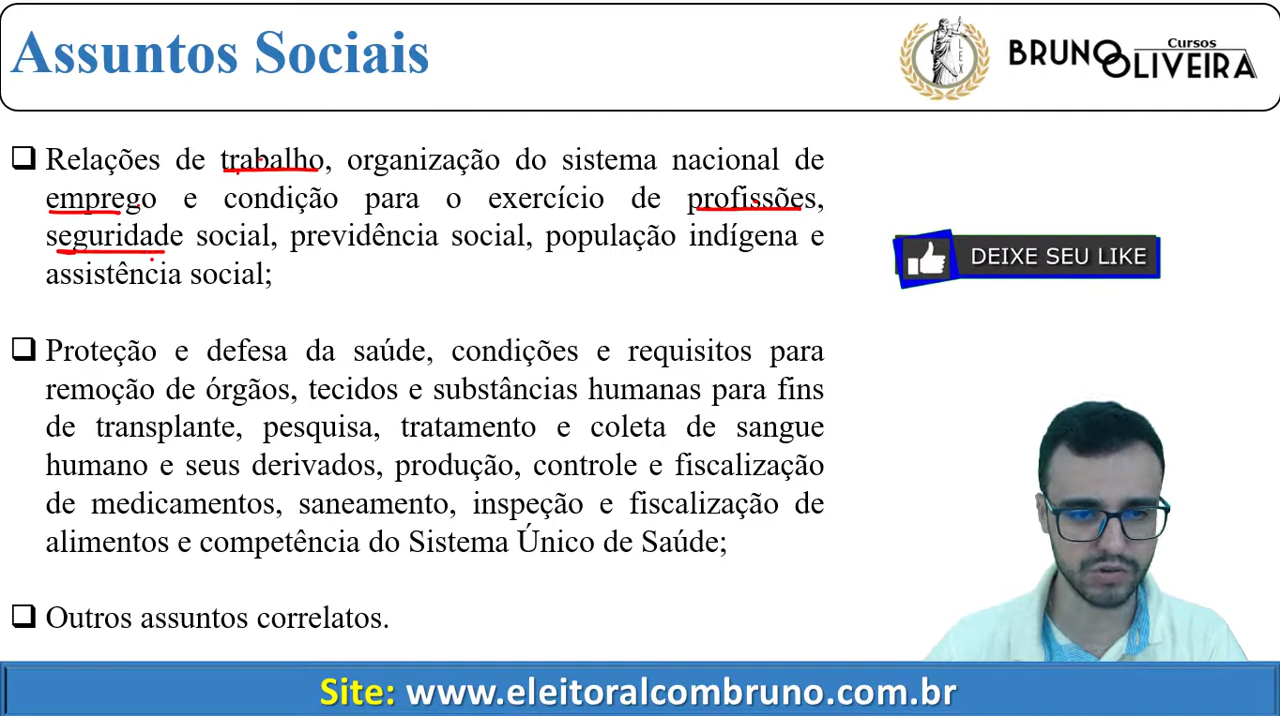 Assuntos Sociais
LEX
Cursos
BRUNO
OLIVEIRA
Relações de trabalho, organização do sistema nacional de
emprego e condição para o exercício de profissões,
seguridade social, previdência social, população indígena e
assistência social;
DEIXE SEU LIKE
Proteção e defesa da saúde, condições e requisitos para
remoção de órgãos, tecidos e substâncias humanas para fins
de transplante, pesquisa, tratamento e coleta de sangue
humano e seus derivados, produção, controle e fiscalização
de medicamentos, saneamento, inspeção e fiscalização de
alimentos e competência do Sistema Único de Saúde;
Outros assuntos correlatos.
Site: www.eleitoralcombruno.com.br